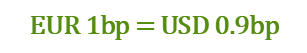 EUR 1bp = USD 0.9bp